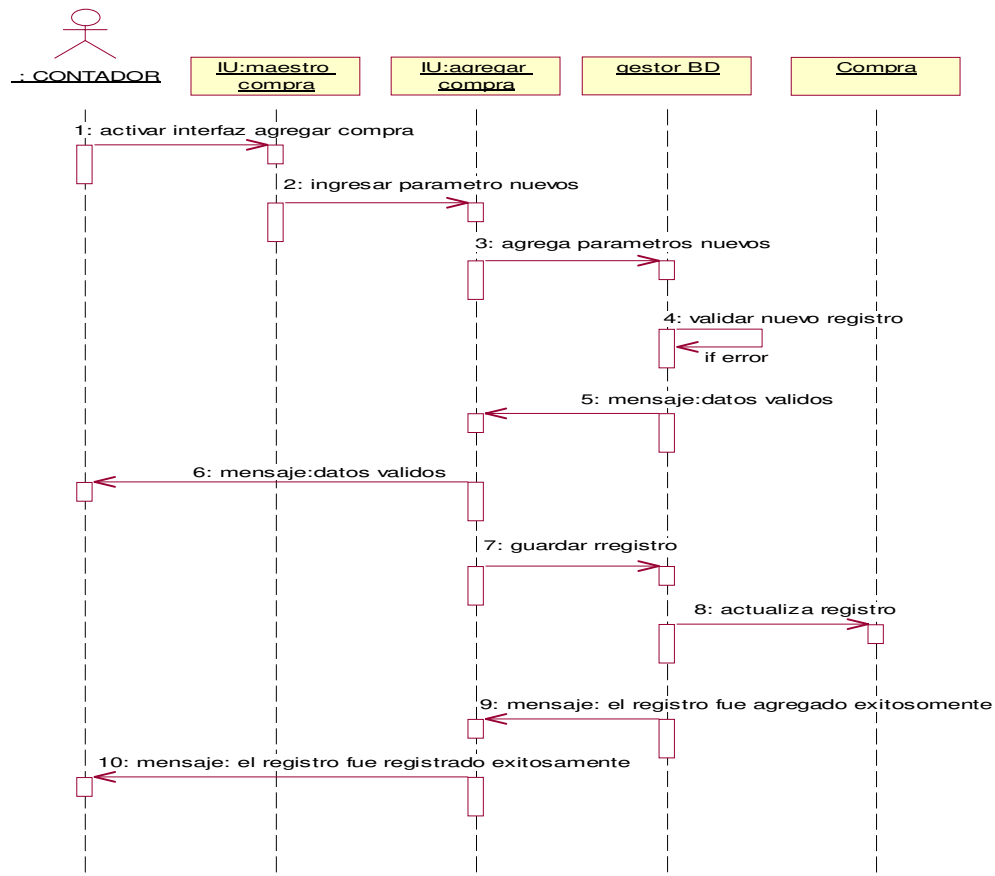 : CONTADOR
IU:maestro
compra
IU:agregar
compra
gestor BD
Compra
1: activar interfaz agregar compra
2: ingresar parametro nuevos
3: agrega parametros nuevos
4: validar nuevo registro
if error
5: mensaje:datos validos
6: mensaje:datos validos
7: guardar rregistro
8: actualiza registro
9: mensaje: el registro fue agregado exitosomente
10: mensaje: el registro fue registrado exitosamente